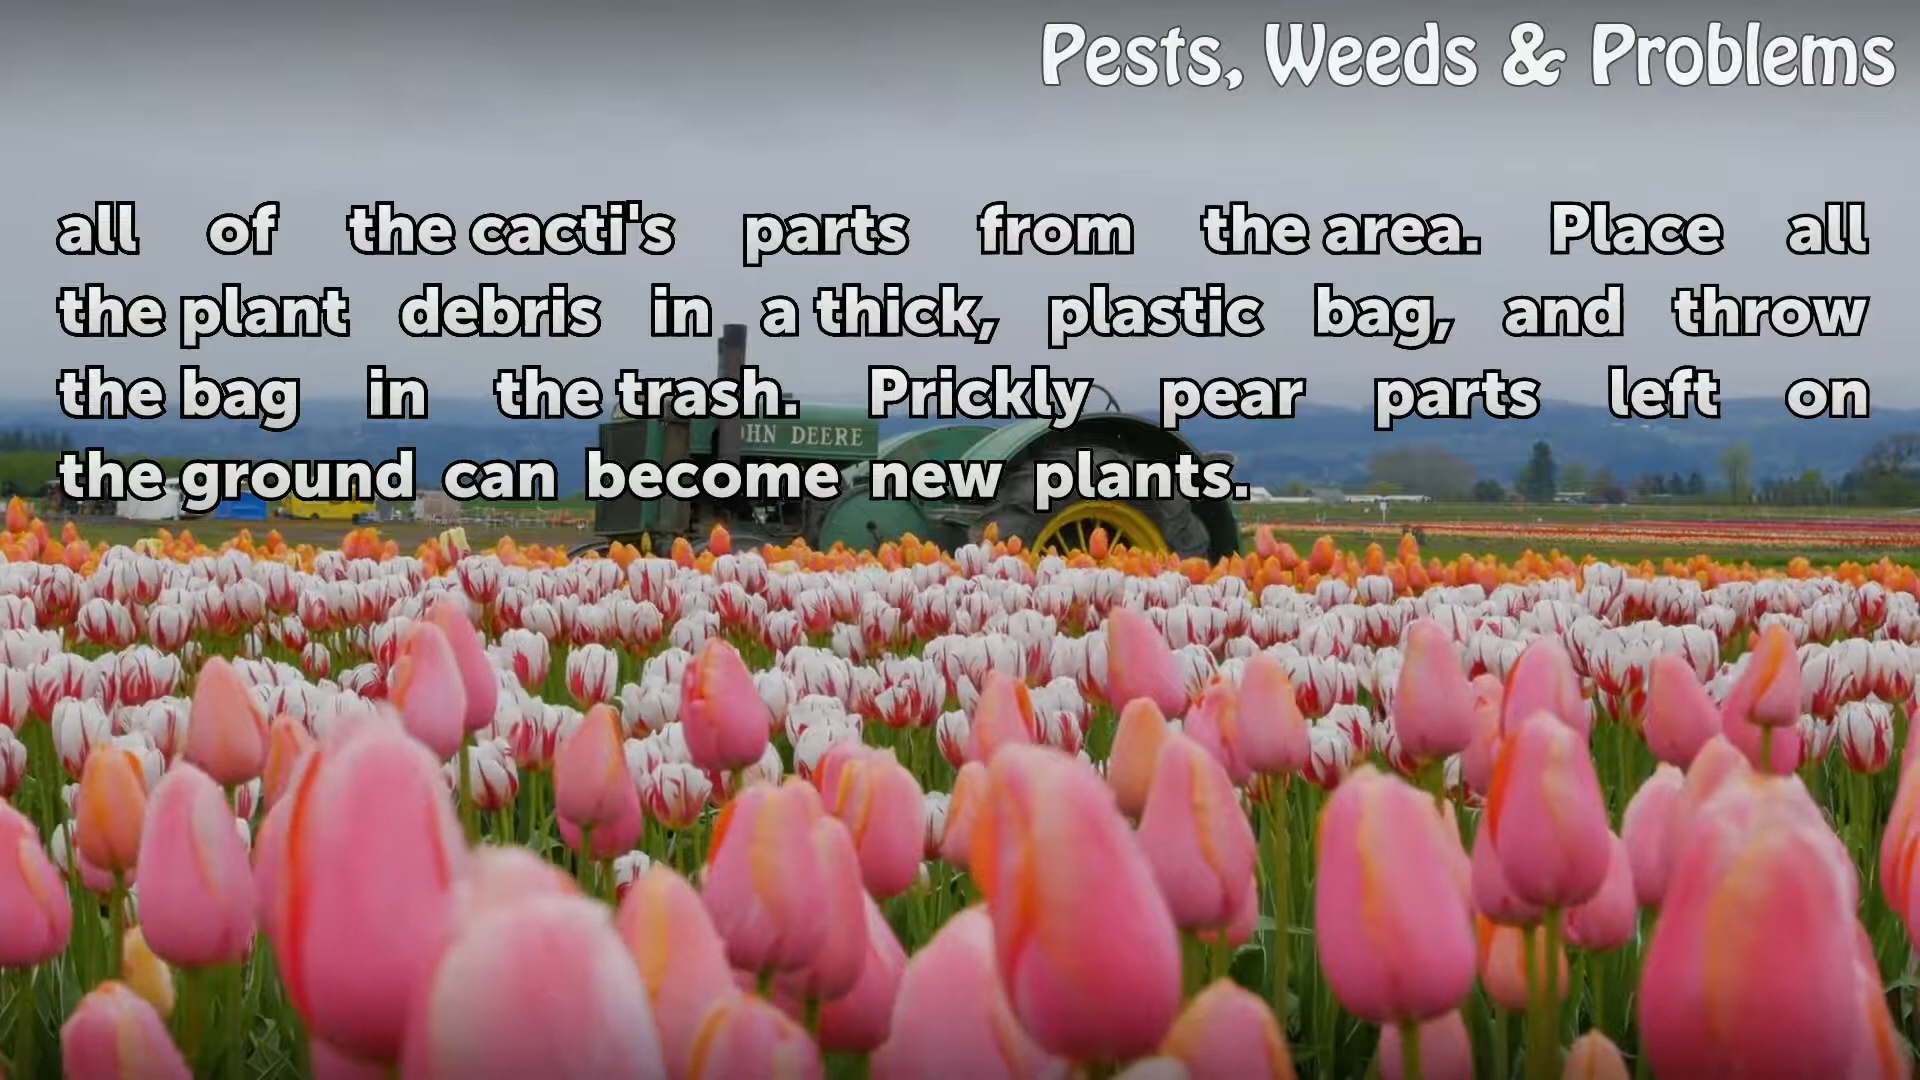 Pests, Weeds & Problems
all of the cacti's parts from the area. Place all
the plant debris in a thick, plastic bag, and throw
the bag in the trash. Prickly pear parts left on
the ground can become new plants.
OHN DEERE